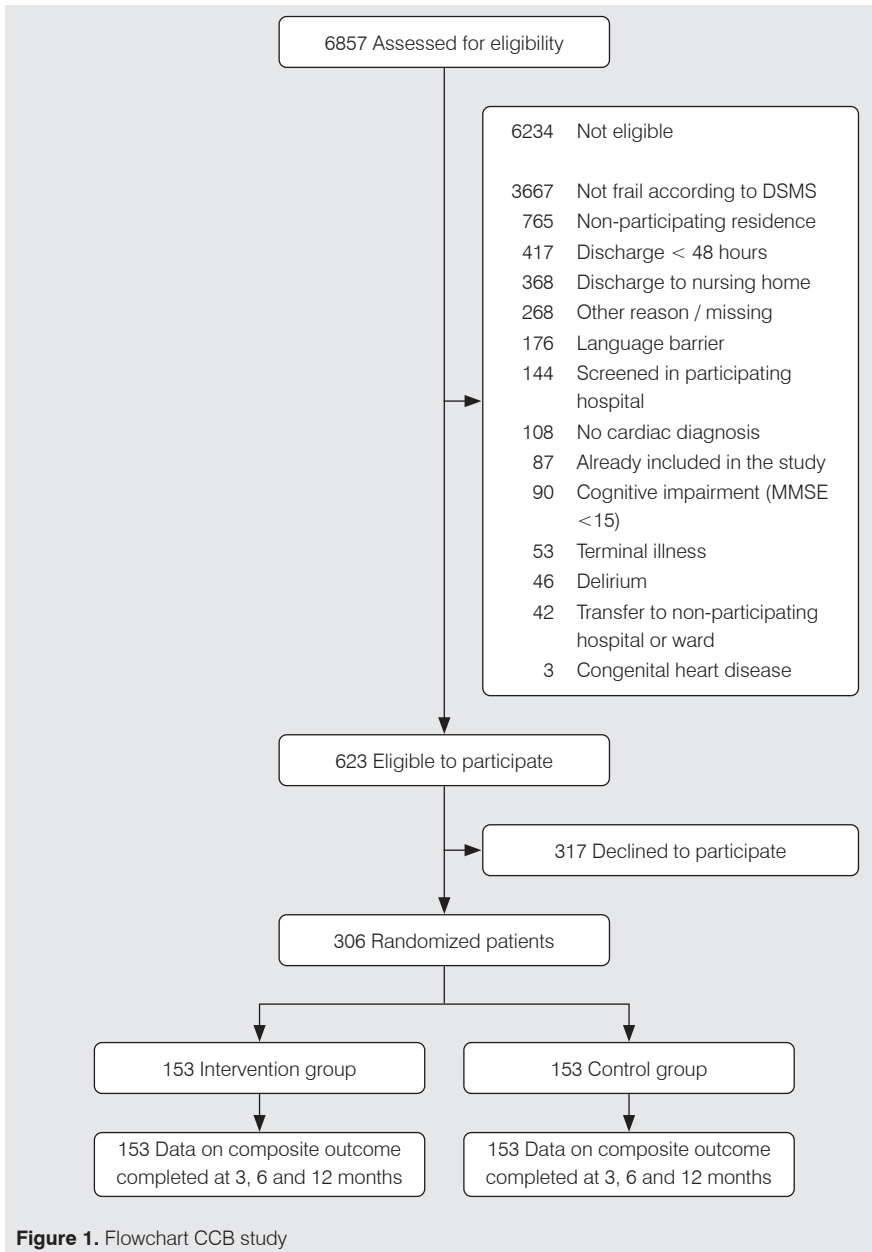 6857 Assessed for eligibility
6234 Not eligible
3667 Not frail according to DSMS
765 Non-participating residence
417 Discharge < 48 hours
368 Discharge to nursing home
268 Other reason / missing
176 Language barrier
144 Screened in participating
hospital
108 No cardiac diagnosis
87 Already included in the study
90 Cognitive impairment (MMSE
<15)
53 Terminal illness
46 Delirium
42 Transfer to non-participating
hospital or ward
3 Congenital heart disease
623 Eligible to participate
317 Declined to participate
306 Randomized patients
153 Intervention group
153 Control group
153 Data on composite outcome
completed at 3, 6 and 12 months
153 Data on composite outcome
completed at 3, 6 and 12 months
Figure 1. Flowchart CCB study